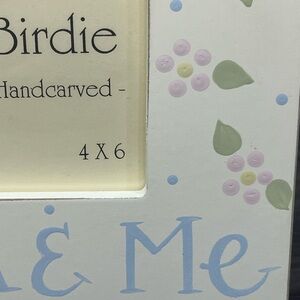 Birdie
Handcarved -
4 X 6
& Me